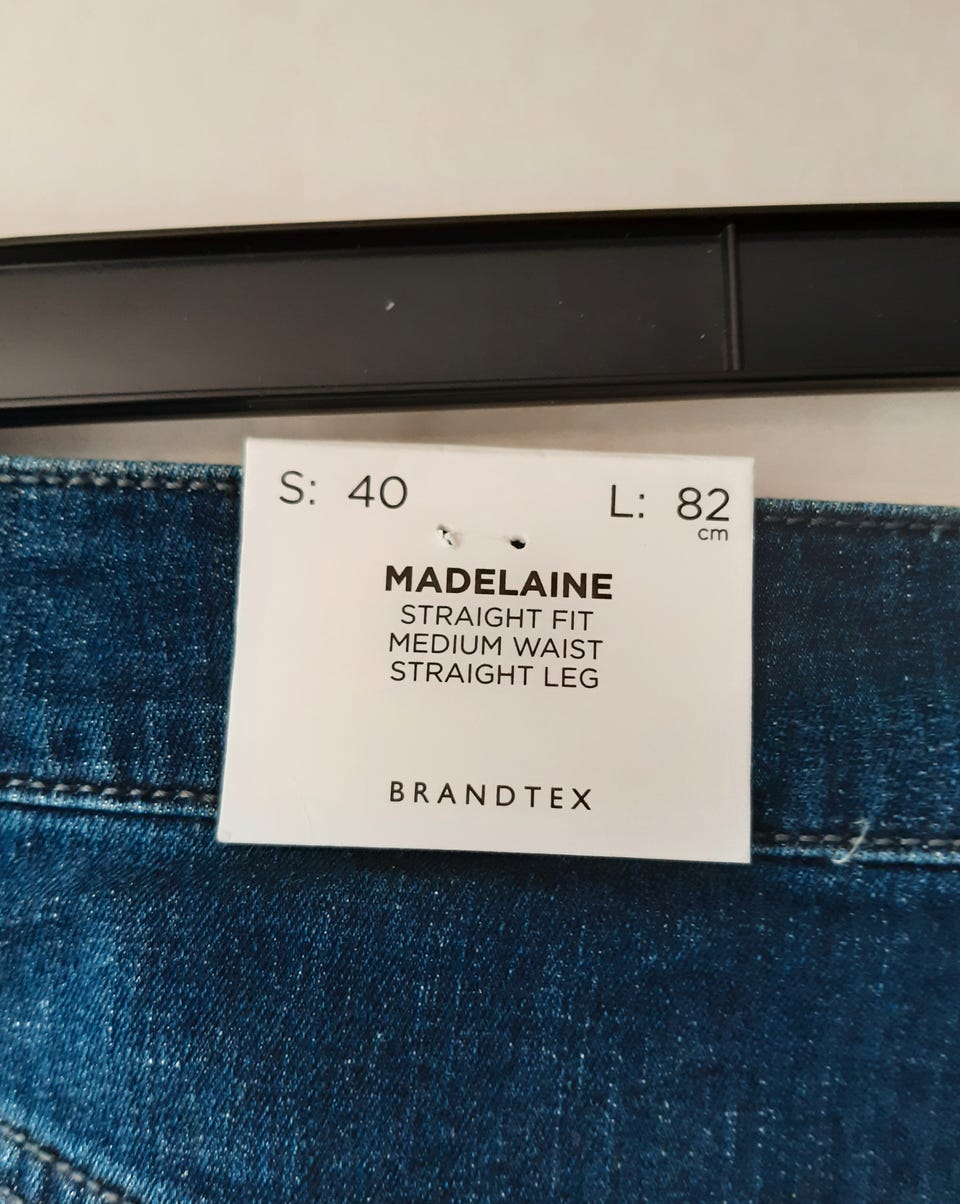 S: 40 L: 82
cm
MADELAINE
STRAIGHT FIT
MEDIUM WAIST
STRAIGHT LEG
BRANDTEX